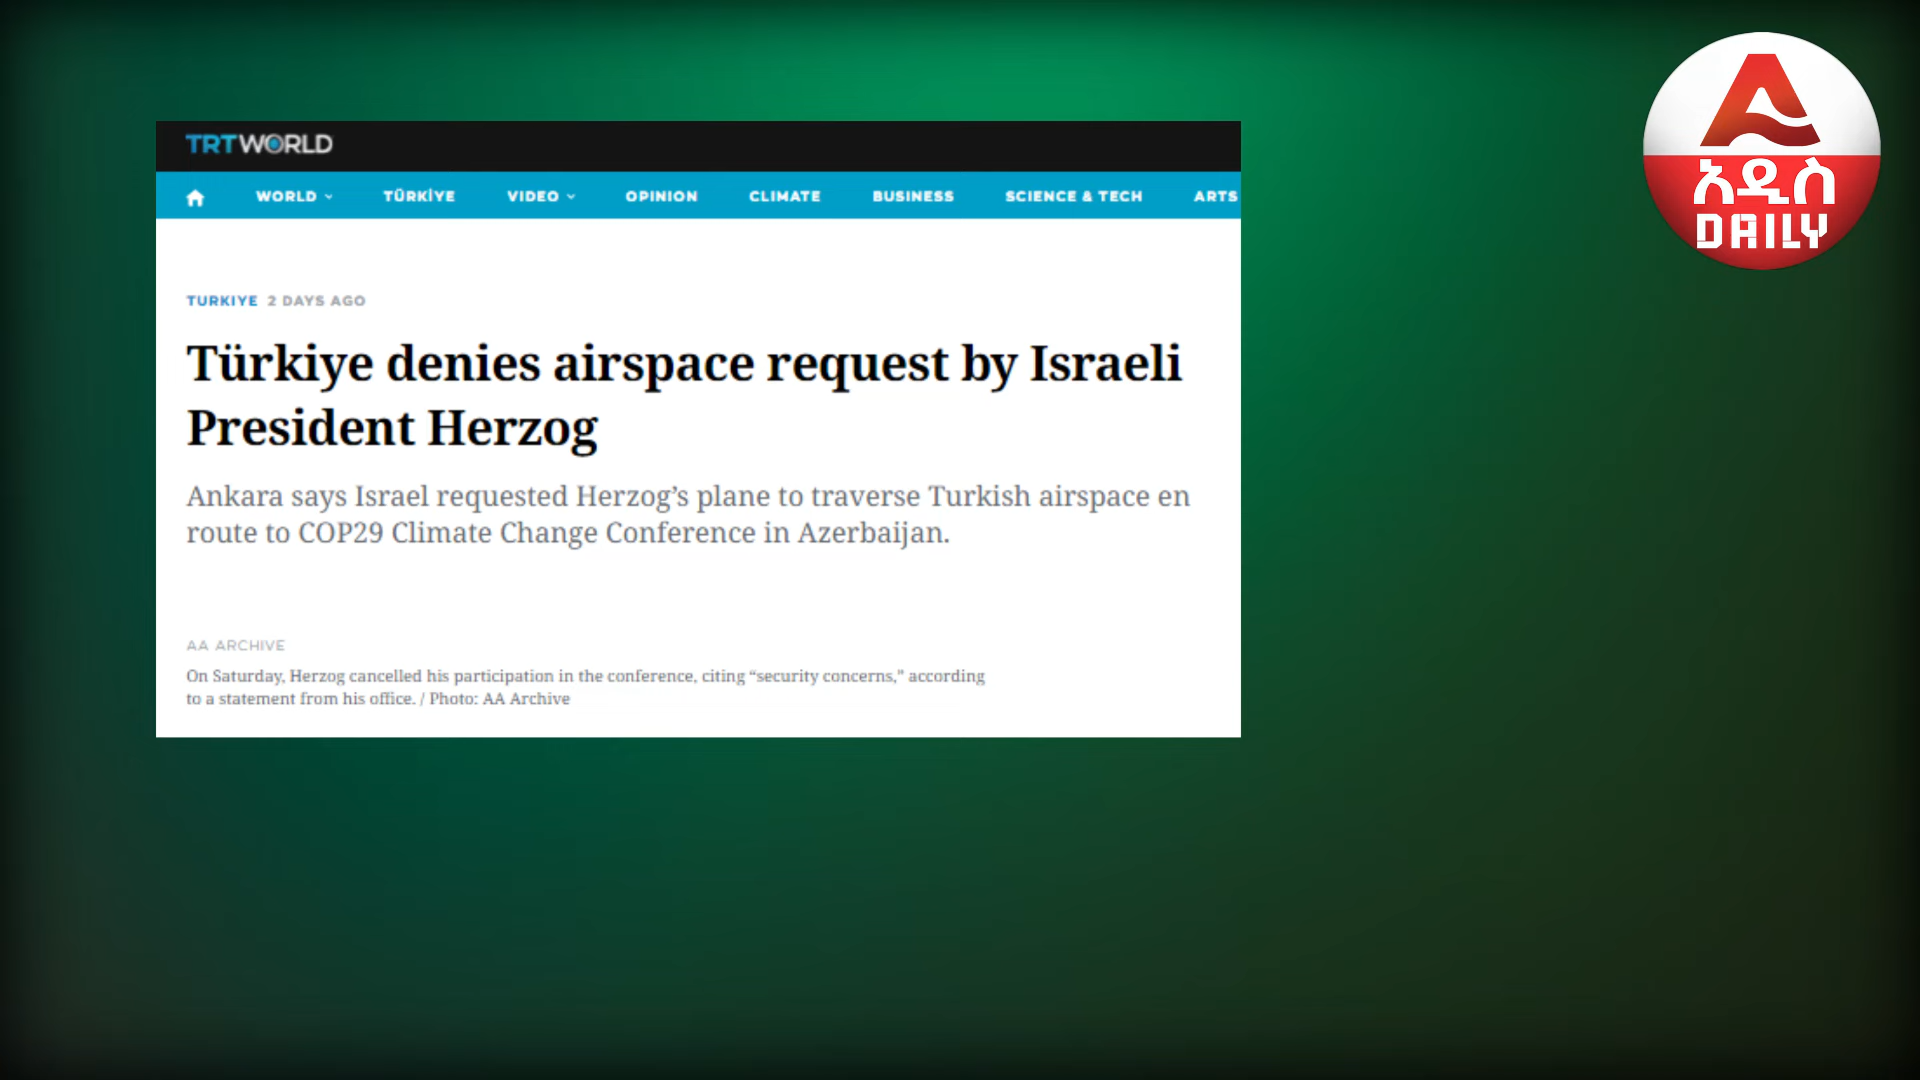 TRT WORLD
WORLD TÜRKİYE VIDEO OPINION CLIMATE BUSINESS SCIENCE & TECH ARTS
TURKIYE 2 DAYS AGO
Türkiye denies airspace request by Israeli
President Herzog
Ankara says Israel requested Herzog’s plane to traverse Turkish airspace en
route to COP29 Climate Change Conference in Azerbaijan.
AA ARCHIVE
On Saturday, Herzog cancelled his participation in the conference, citing “security concerns,” according
to a statement from his office. / Photo: AA Archive
አዲስ
DAILY